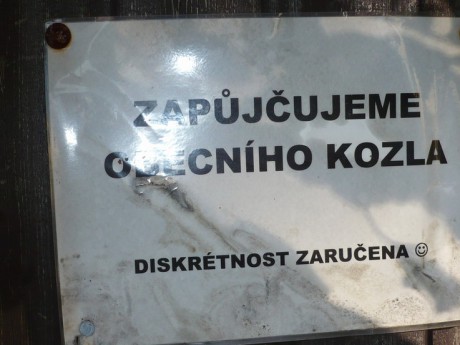 ZAPŮJČUJEME
OBECNÍHO KOZLA
DISKRÉTNOST ZARUČENA ☺